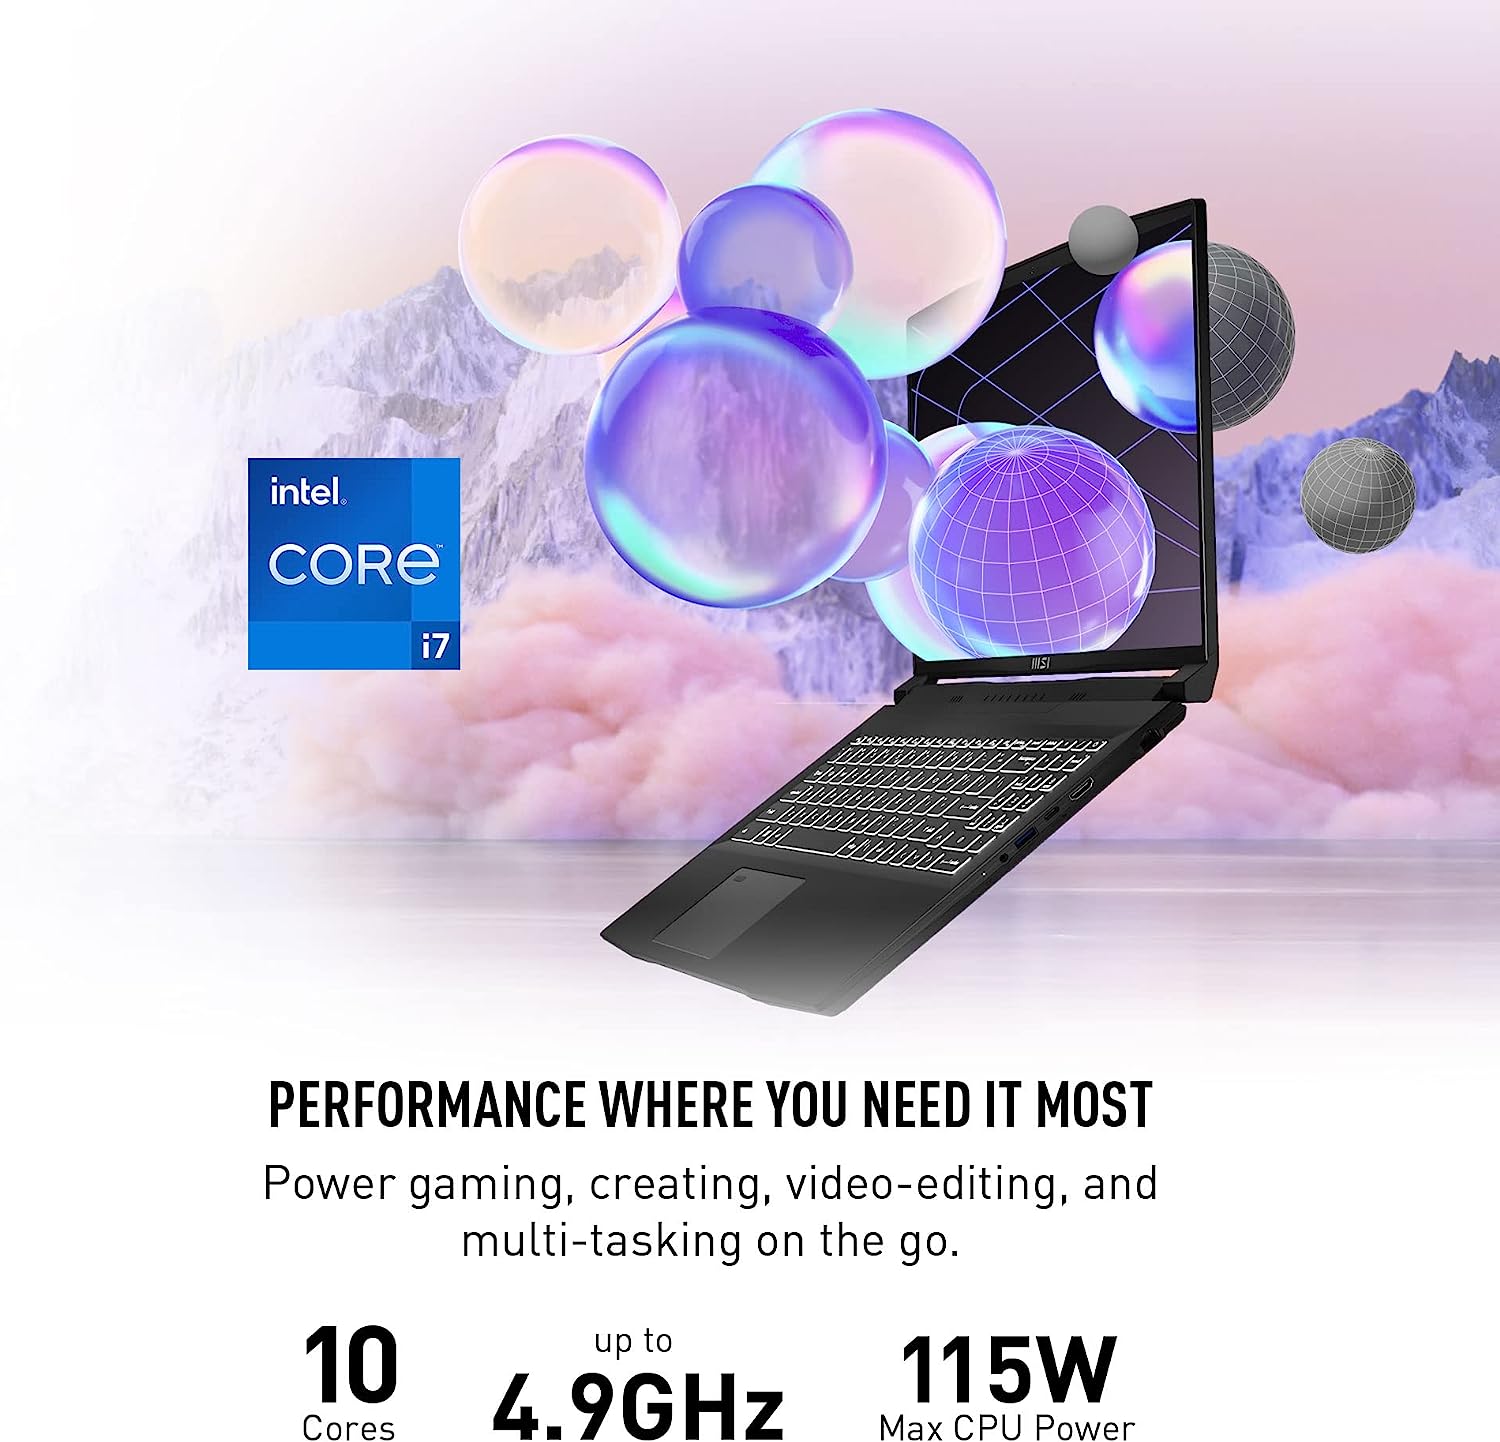 intel.
CORE™
i7
msi
PERFORMANCE WHERE YOU NEED IT MOST
Power gaming, creating, video-editing, and
multi-tasking on the go.
10
Cores
up to
4.9GHz
115W
Max CPU Power